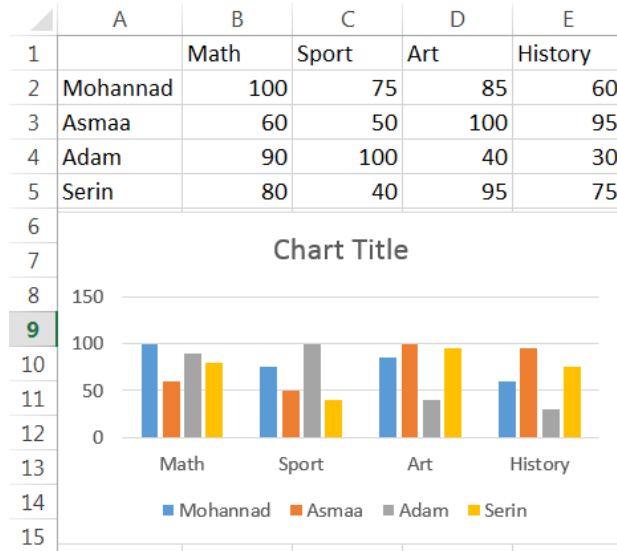 A B C D E
1 Math Sport Art History
2 Mohannad 100 75 85 60
3 Asmaa 60 50 100 95
4 Adam 90 100 40 30
5 Serin 80 40 95 75
6
7 Chart Title
8 150
9 100
10
11 50
12 0
13 Math Sport Art History
14 Mohannad Asmaa Adam Serin
15